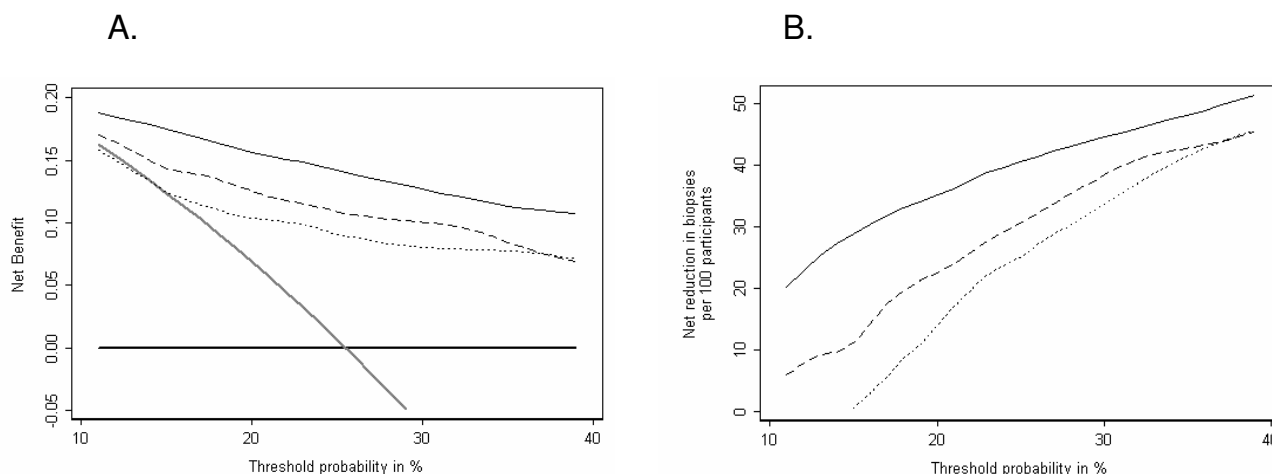 A.
B.
Net Benefit
0.20
0.15
0.10
0.05
0.00
-0.05
10
20
30
40
Threshold probability in %
Net reduction in biopsies
per 100 participants
50
40
30
20
10
0
10
20
30
40
Threshold probability in %